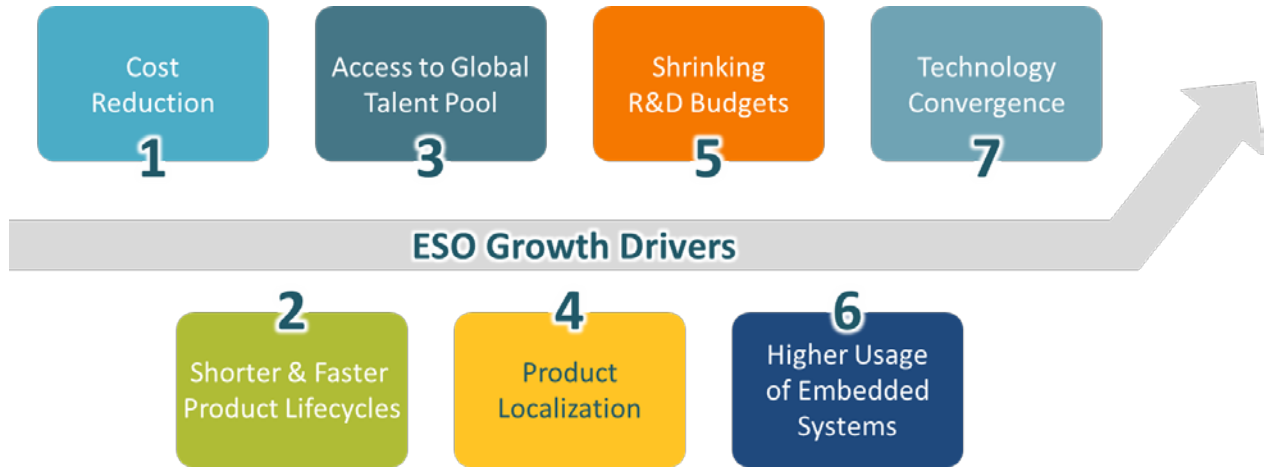 Cost
Reduction
1
Access to Global
Talent Pool
3
Shrinking
R&D Budgets
5
Technology
Convergence
7
ESO Growth Drivers
2
Shorter & Faster
Product Lifecycles
4
Product
Localization
6
Higher Usage
of Embedded
Systems